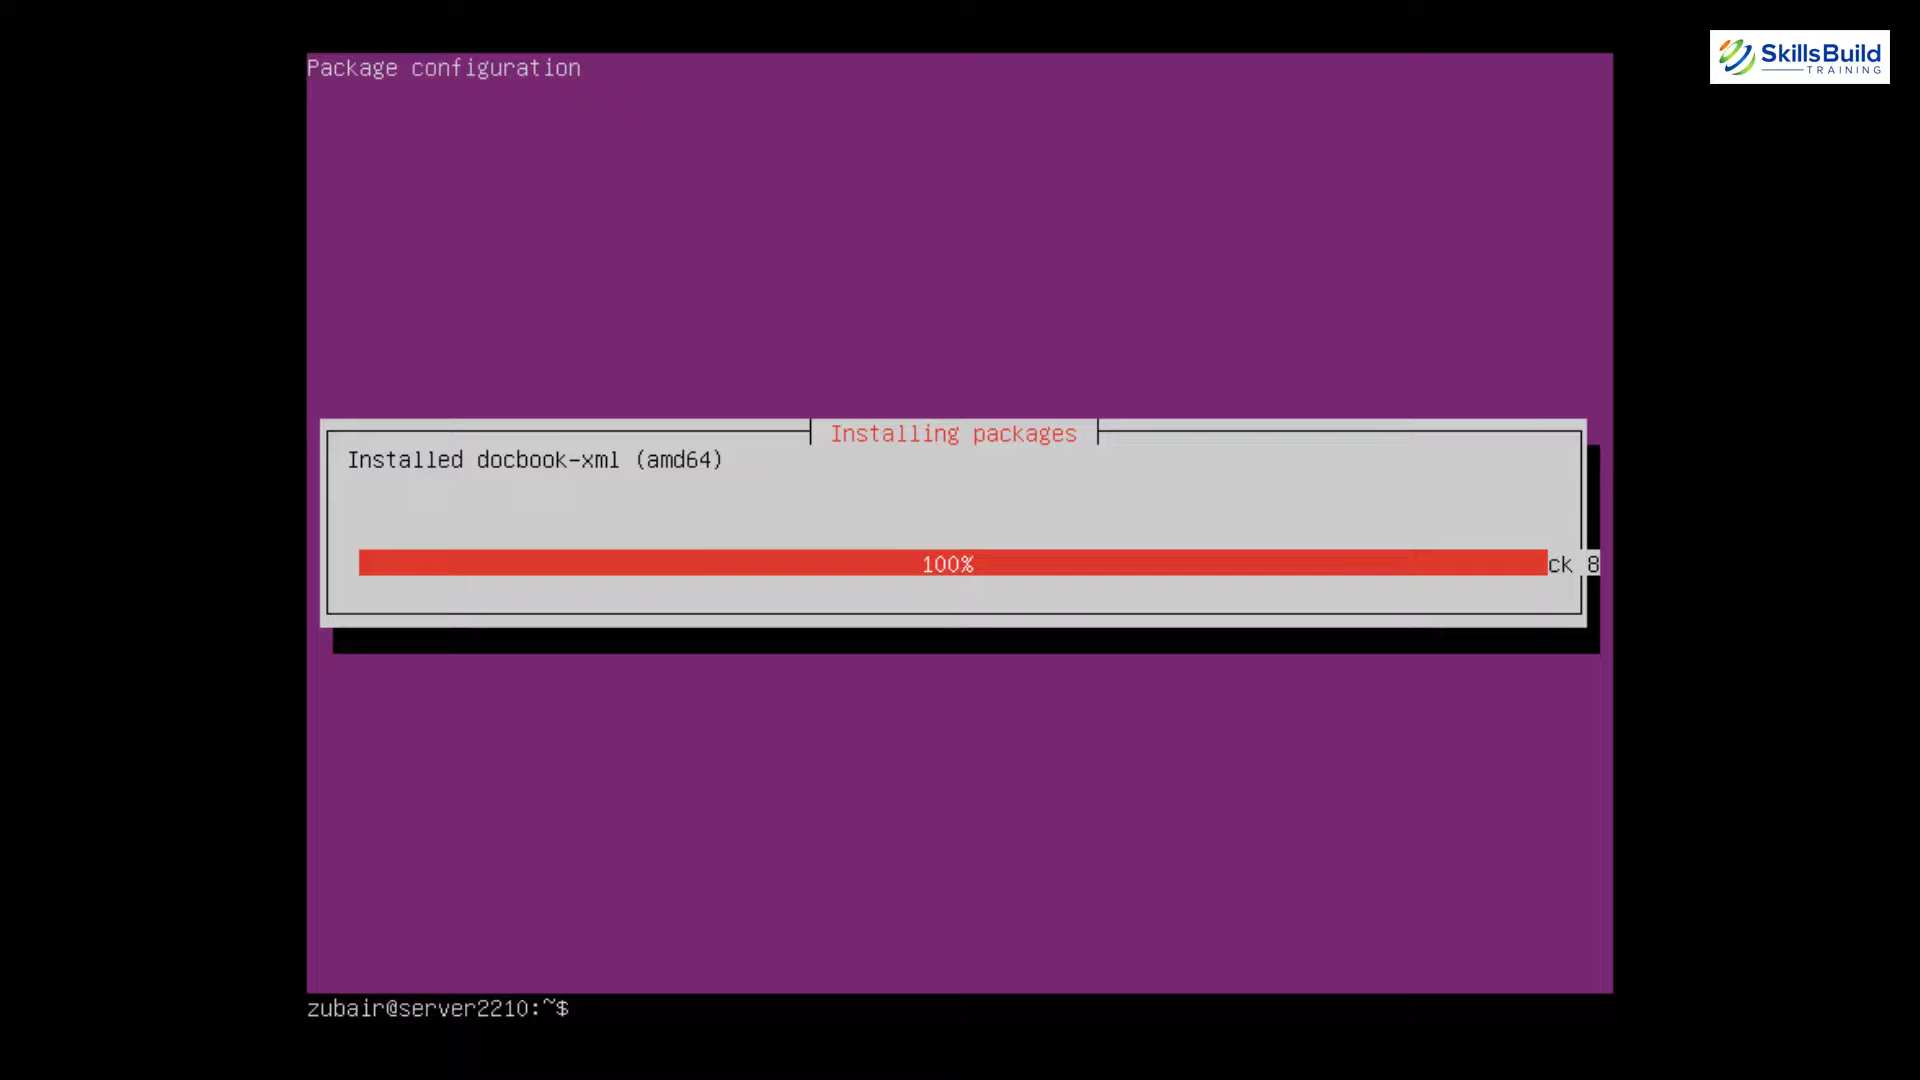 Package configuration
SkillsBuild
TRAINING
Installing packages
Installed docbook-xml (amd64)
100%
ck 8
zubair@server2210:~$